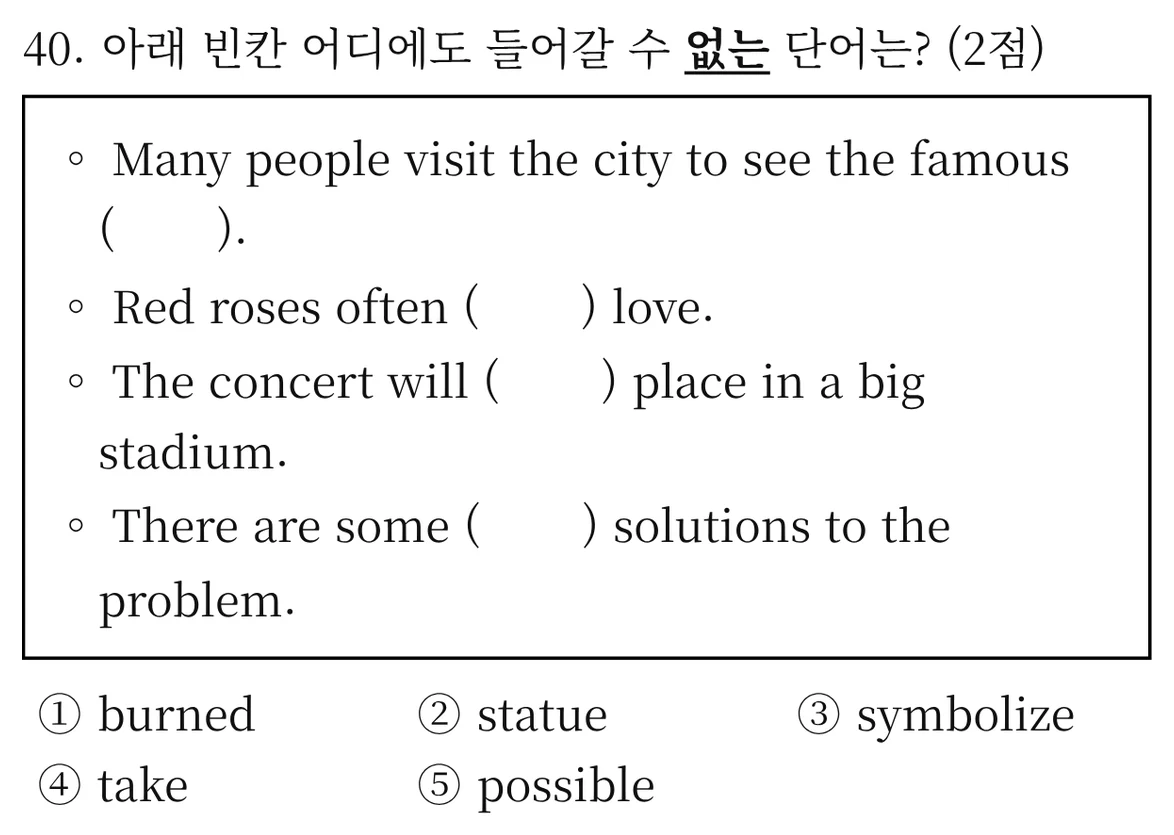 40. 아래 빈칸 어디에도 들어갈 수 없는 단어는? (2점)
◦ Many people visit the city to see the famous
(        ).
◦ Red roses often (        ) love.
◦ The concert will (        ) place in a big
stadium.
◦ There are some (        ) solutions to the
problem.
① burned ② statue ③ symbolize
④ take ⑤ possible